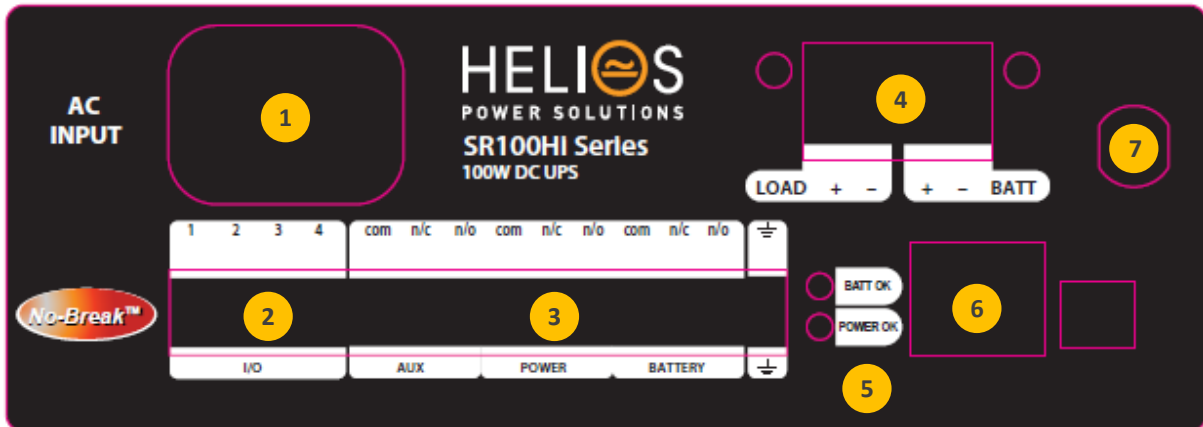 AC
INPUT
1
HELIOS
POWER SOLUTIONS
SR100HI Series
100W DC UPS
4
7
LOAD + − + − BATT
1 2 3 4 com n/c n/o com n/c n/o com n/c n/o
No-Break™
2
3
BATT OK
POWER OK
6
I/O AUX POWER BATTERY
5